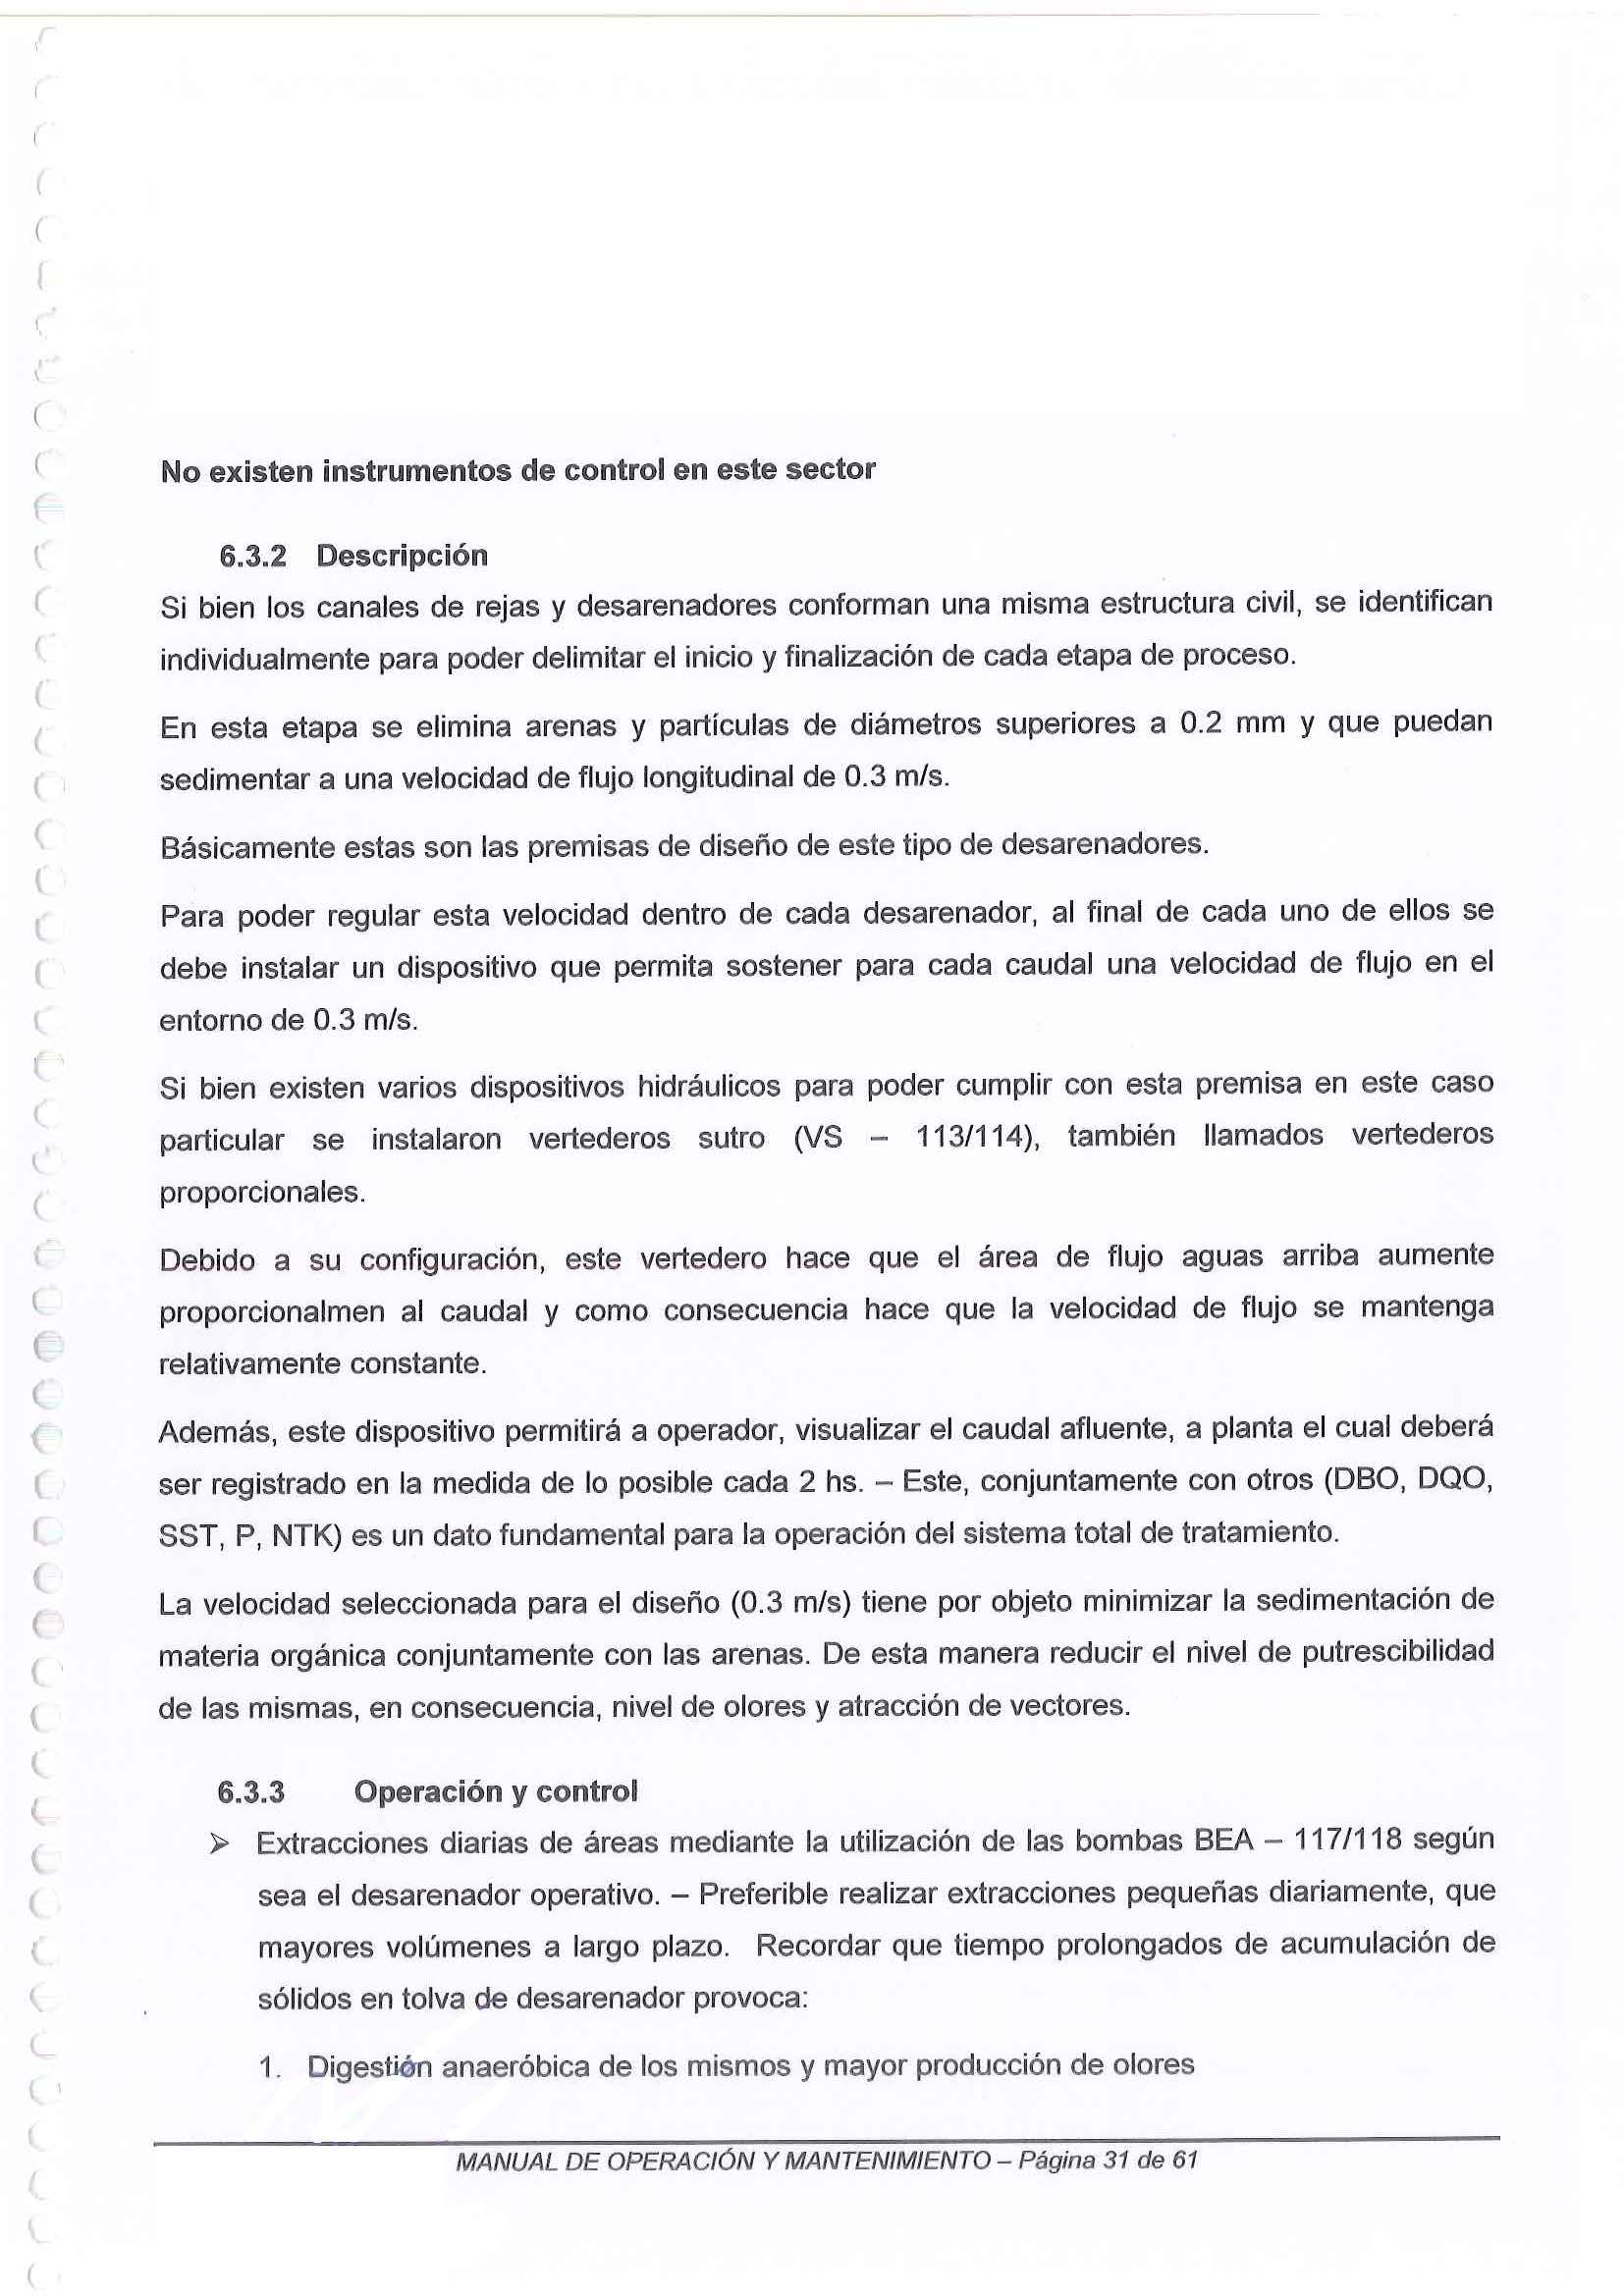 No existen instrumentos de control en este sector
6.3.2 Descripción
Si bien los canales de rejas y desarenadores conforman una misma estructura civil, se identifican
individualmente para poder delimitar el inicio y finalización de cada etapa de proceso.
En esta etapa se elimina arenas y partículas de diámetros superiores a 0.2 mm y que puedan
sedimentar a una velocidad de flujo longitudinal de 0.3 m/s.
Básicamente estas son las premisas de diseño de este tipo de desarenadores.
Para poder regular esta velocidad dentro de cada desarenador, al final de cada uno de ellos se
debe instalar un dispositivo que permita sostener para cada caudal una velocidad de flujo en el
entorno de 0.3 m/s.
Si bien existen varios dispositivos hidráulicos para poder cumplir con esta premisa en este caso
particular se instalaron vertederos sutro (VS – 113/114), también llamados vertederos
proporcionales.
Debido a su configuración, este vertedero hace que el área de flujo aguas arriba aumente
proporcionalmen al caudal y como consecuencia hace que la velocidad de flujo se mantenga
relativamente constante.
Además, este dispositivo permitirá a operador, visualizar el caudal afluente, a planta el cual deberá
ser registrado en la medida de lo posible cada 2 hs. – Este, conjuntamente con otros (DBO, DQO,
SST, P, NTK) es un dato fundamental para la operación del sistema total de tratamiento.
La velocidad seleccionada para el diseño (0.3 m/s) tiene por objeto minimizar la sedimentación de
materia orgánica conjuntamente con las arenas. De esta manera reducir el nivel de putrescibilidad
de las mismas, en consecuencia, nivel de olores y atracción de vectores.
6.3.3 Operación y control
➢ Extracciones diarias de áreas mediante la utilización de las bombas BEA – 117/118 según
sea el desarenador operativo. – Preferible realizar extracciones pequeñas diariamente, que
mayores volúmenes a largo plazo. Recordar que tiempo prolongados de acumulación de
sólidos en tolva de desarenador provoca:
1. Digestión anaeróbica de los mismos y mayor producción de olores
MANUAL DE OPERACIÓN Y MANTENIMIENTO – Página 31 de 61